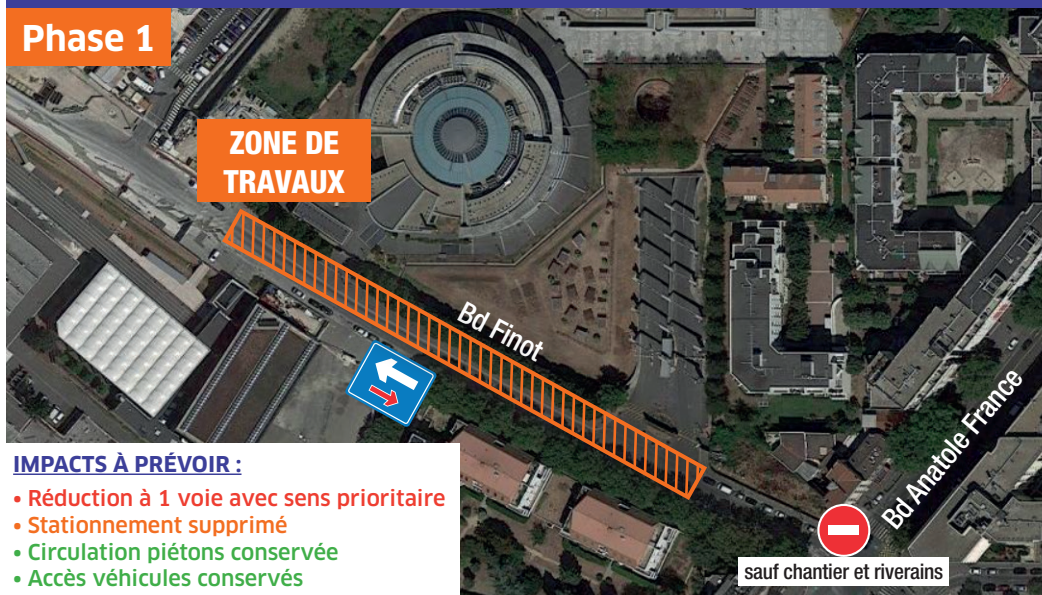 Phase 1
ZONE DE
TRAVAUX
Bd Finot
Bd Anatole France
IMPACTS À PRÉVOIR :
• Réduction à 1 voie avec sens prioritaire
• Stationnement supprimé
• Circulation piétons conservée
• Accès véhicules conservés
sauf chantier et riverains